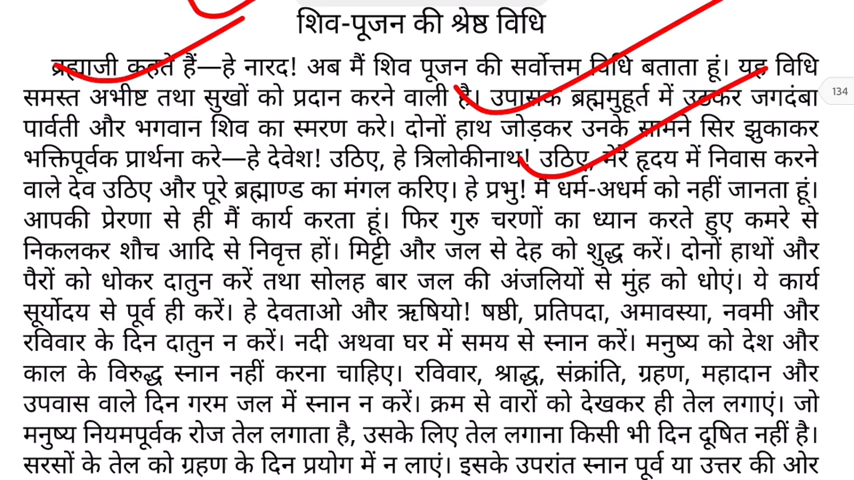 शिव-पूजन की श्रेष्ठ विधि
ब्रह्माजी कहते हैं—हे नारद! अब मैं शिव पूजन की सर्वोत्तम विधि बताता हूं। यह विधि
समस्त अभीष्ट तथा सुखों को प्रदान करने वाली है। उपासक ब्रह्ममुहूर्त में उठकर जगदंबा
134
पार्वती और भगवान शिव का स्मरण करे। दोनों हाथ जोड़कर उनके सामने सिर झुकाकर
भक्तिपूर्वक प्रार्थना करे—हे देवेश! उठिए, हे त्रिलोकीनाथ! उठिए, मेरे हृदय में निवास करने
वाले देव उठिए और पूरे ब्रह्माण्ड का मंगल करिए। हे प्रभु! मैं धर्म-अधर्म को नहीं जानता हूं।
आपकी प्रेरणा से ही मैं कार्य करता हूं। फिर गुरु चरणों का ध्यान करते हुए कमरे से
निकलकर शौच आदि से निवृत्त हों। मिट्टी और जल से देह को शुद्ध करें। दोनों हाथों और
पैरों को धोकर दातुन करें तथा सोलह बार जल की अंजलियों से मुंह को धोएं। ये कार्य
सूर्योदय से पूर्व ही करें। हे देवताओ और ऋषियो! षष्ठी, प्रतिपदा, अमावस्या, नवमी और
रविवार के दिन दातुन न करें। नदी अथवा घर में समय से स्नान करें। मनुष्य को देश और
काल के विरुद्ध स्नान नहीं करना चाहिए। रविवार, श्राद्ध, संक्रांति, ग्रहण, महादान और
उपवास वाले दिन गरम जल में स्नान न करें। क्रम से वारों को देखकर ही तेल लगाएं। जो
मनुष्य नियमपूर्वक रोज तेल लगाता है, उसके लिए तेल लगाना किसी भी दिन दूषित नहीं है।
सरसों के तेल को ग्रहण के दिन प्रयोग में न लाएं। इसके उपरांत स्नान पूर्व या उत्तर की ओर